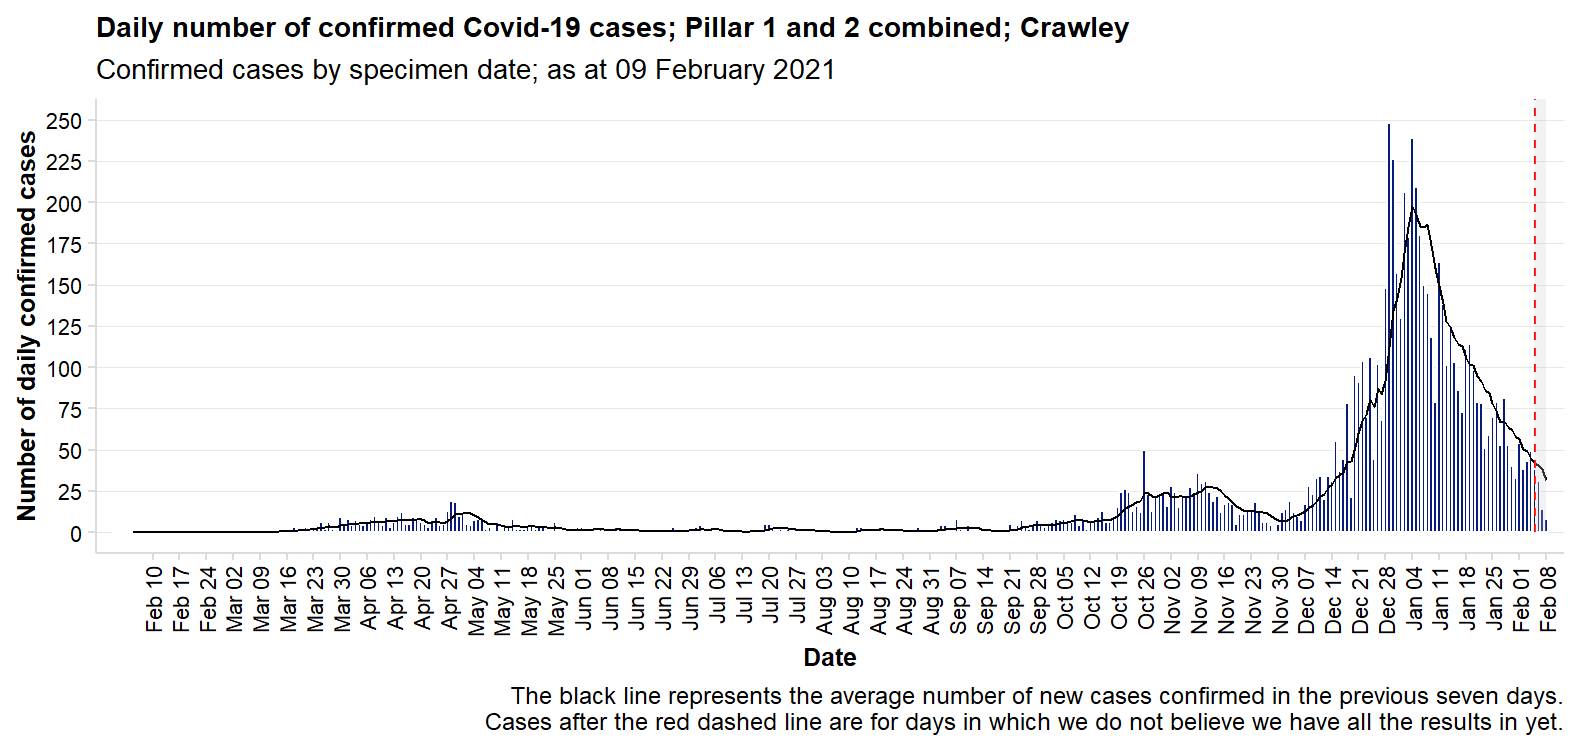 Daily number of confirmed Covid-19 cases; Pillar 1 and 2 combined; Crawley
Confirmed cases by specimen date; as at 09 February 2021
Number of daily confirmed cases
250
225
200
175
150
125
100
75
50
25
0
Feb 10
Feb 17
Feb 24
Mar 02
Mar 09
Mar 16
Mar 23
Mar 30
Apr 06
Apr 13
Apr 20
Apr 27
May 04
May 11
May 18
May 25
Jun 01
Jun 08
Jun 15
Jun 22
Jun 29
Jul 06
Jul 13
Jul 20
Jul 27
Aug 03
Aug 10
Aug 17
Aug 24
Aug 31
Sep 07
Sep 14
Sep 21
Sep 28
Oct 05
Oct 12
Oct 19
Oct 26
Nov 02
Nov 09
Nov 16
Nov 23
Nov 30
Dec 07
Dec 14
Dec 21
Dec 28
Jan 04
Jan 11
Jan 18
Jan 25
Feb 01
Feb 08
Date
The black line represents the average number of new cases confirmed in the previous seven days.
Cases after the red dashed line are for days in which we do not believe we have all the results in yet.